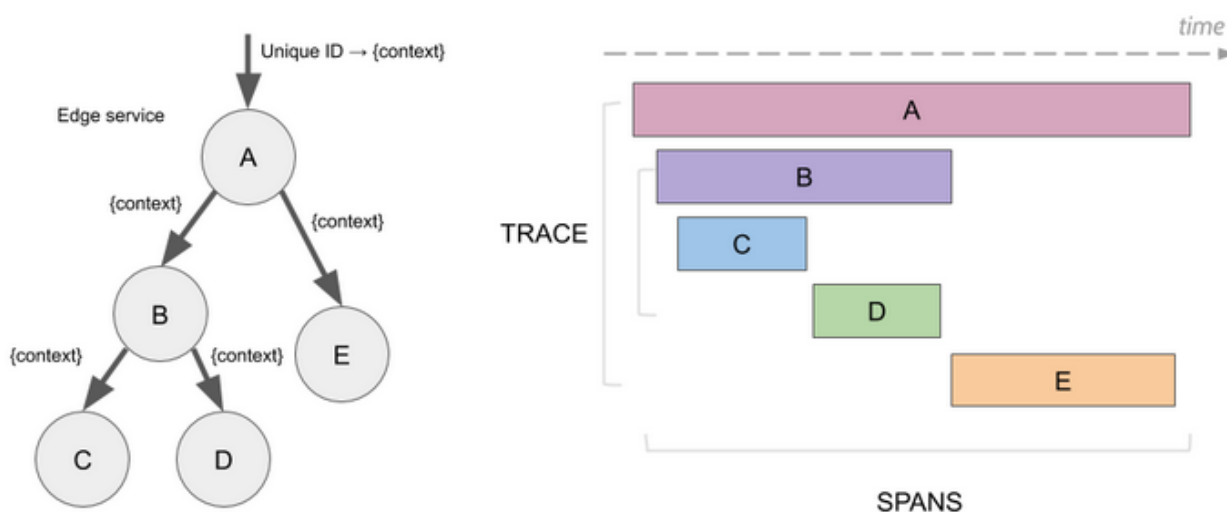 Unique ID → {context}
Edge service
A
{context}
{context}
B
E
{context}
{context}
C
D
time
A
B
TRACE
C
D
E
SPANS